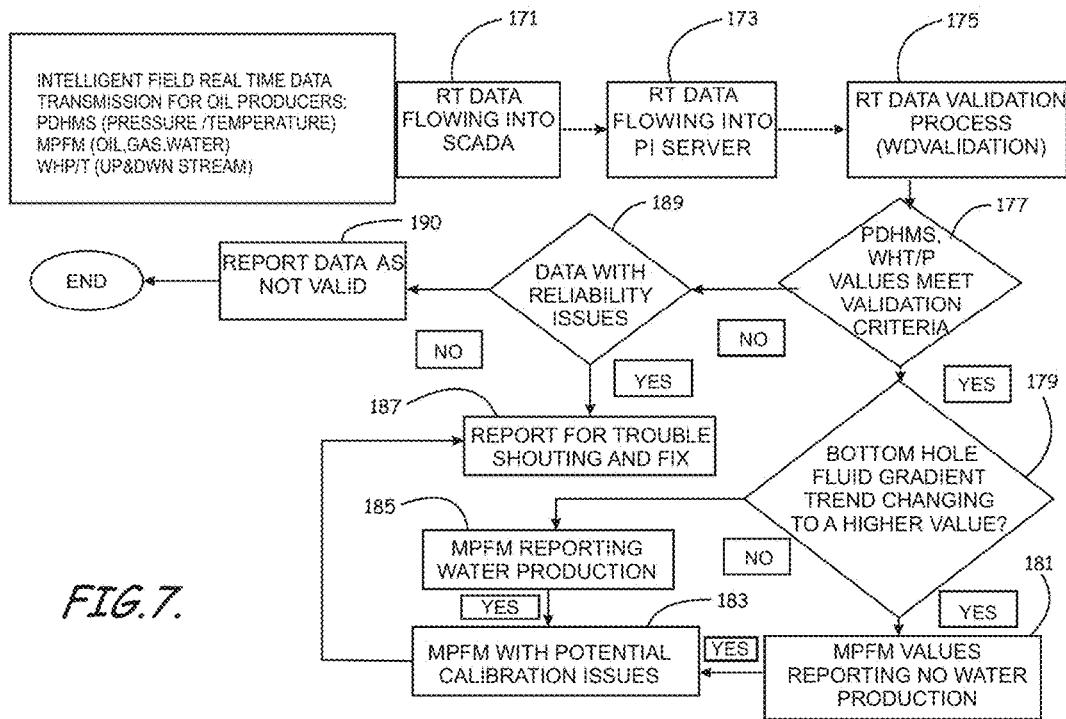 171
173
175
INTELLIGENT FIELD REAL TIME DATA
TRANSMISSION FOR OIL PRODUCERS:
PDHMS (PRESSURE /TEMPERATURE)
MPFM (OIL,GAS.WATER)
WHP/T (UP&DWN STREAM)
RT DATA
FLOWING INTO
SCADA
RT DATA
FLOWING INTO
PI SERVER
RT DATA VALIDATION
PROCESS
(WDVALIDATION)
177
PDHMS,
WHT/P
VALUES MEET
VALIDATION
CRITERIA
189
DATA WITH
RELIABILITY
ISSUES
190
REPORT DATA AS
NOT VALID
END
NO
NO
YES
YES
179
187
REPORT FOR TROUBLE
SHOUTING AND FIX
BOTTOM HOLE
FLUID GRADIENT
TREND CHANGING
TO A HIGHER VALUE?
185
MPFM REPORTING
WATER PRODUCTION
NO
YES
YES
181
183
MPFM WITH POTENTIAL
CALIBRATION ISSUES
YES
MPFM VALUES
REPORTING NO WATER
PRODUCTION
FIG.7.